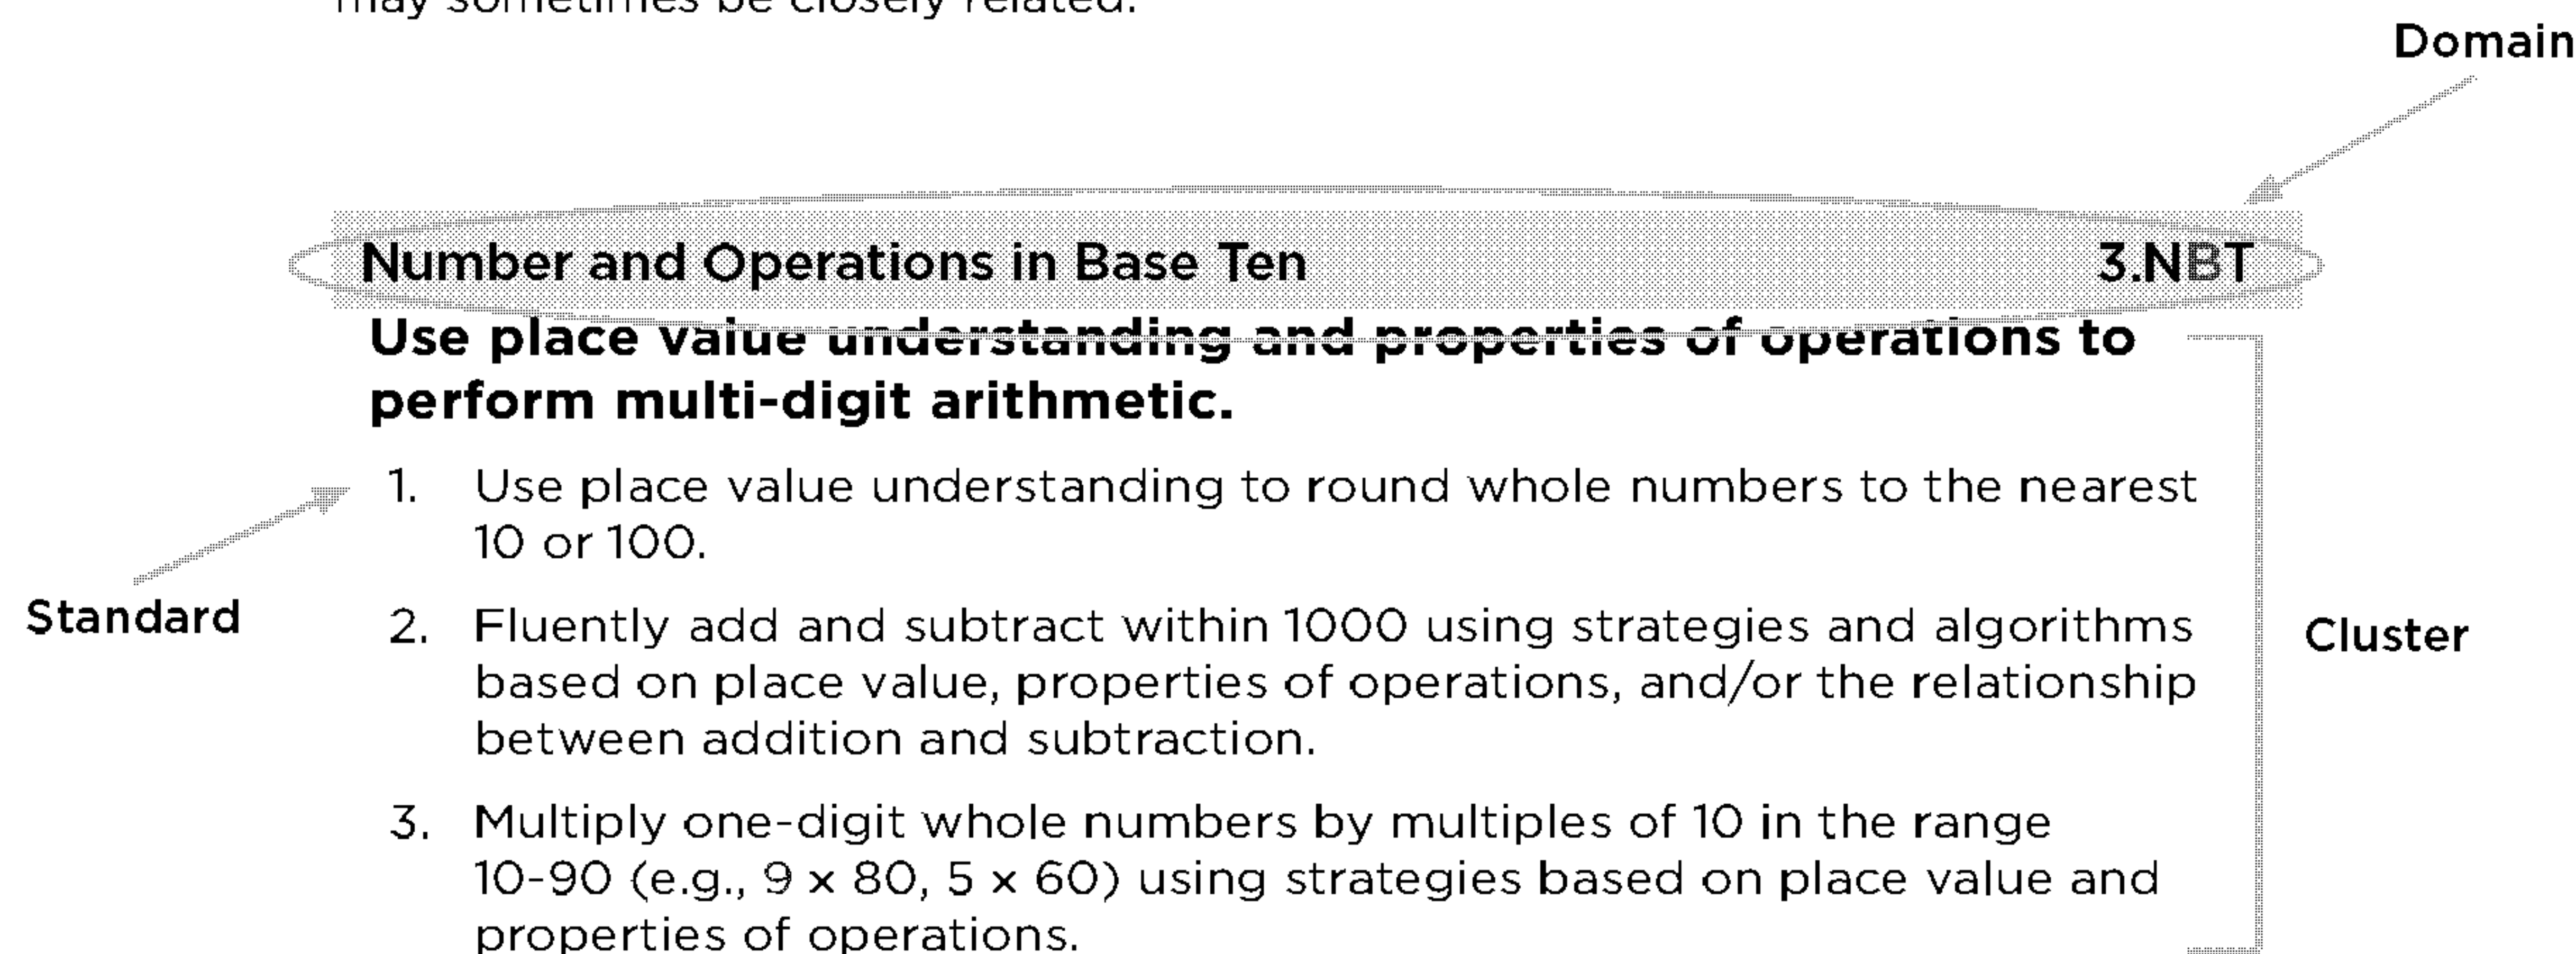 may sometimes be closely related.
Domain
Number and Operations in Base Ten 3.NBT
Use place value understanding and properties of operations to
perform multi-digit arithmetic.
1. Use place value understanding to round whole numbers to the nearest
10 or 100.
Standard
2. Fluently add and subtract within 1000 using strategies and algorithms
based on place value, properties of operations, and/or the relationship
between addition and subtraction.
Cluster
3. Multiply one-digit whole numbers by multiples of 10 in the range
10-90 (e.g., 9 x 80, 5 x 60) using strategies based on place value and
properties of operations.